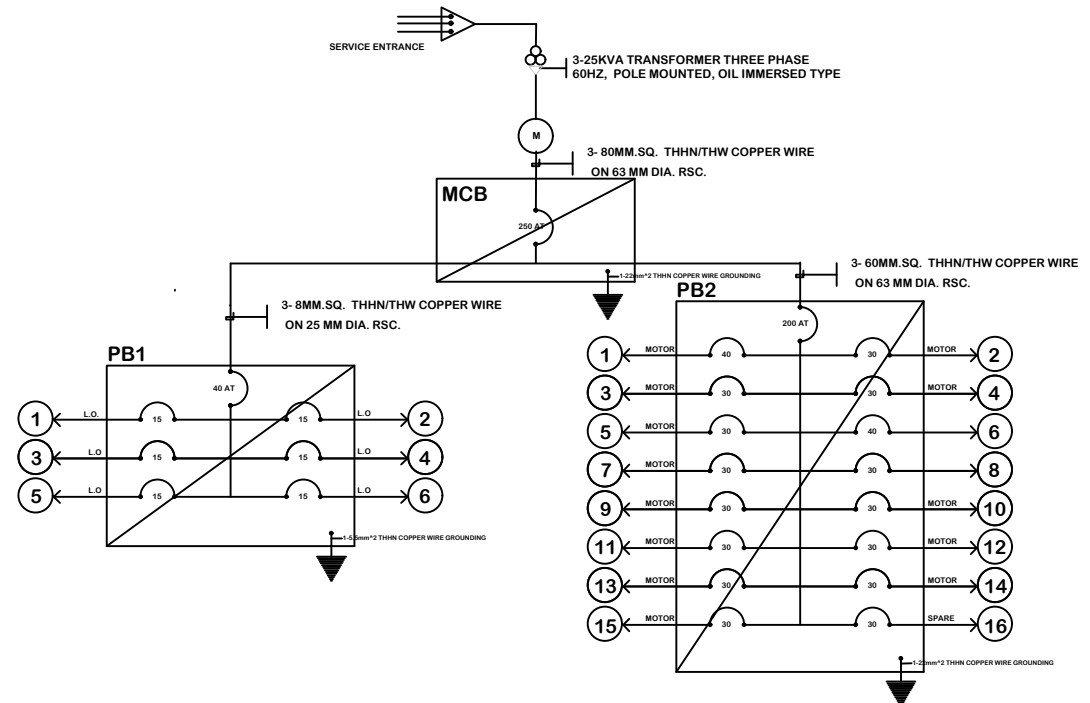 SERVICE ENTRANCE
3-25KVA TRANSFORMER THREE PHASE
60HZ, POLE MOUNTED, OIL IMMERSED TYPE
M
3- 80MM.SQ. THHN/THW COPPER WIRE
ON 63 MM DIA. RSC.
MCB
250 AT
1-22mm^2 THHN COPPER WIRE GROUNDING
3- 60MM.SQ. THHN/THW COPPER WIRE
ON 63 MM DIA. RSC.
3- 8MM.SQ. THHN/THW COPPER WIRE
ON 25 MM DIA. RSC.
PB1
40 AT
1 L.O. 15 15 L.O 2
3 L.O 15 15 L.O 4
5 L.O 15 15 L.O 6
1-5.5mm^2 THHN COPPER WIRE GROUNDING
PB2
200 AT
1 MOTOR 40 30 MOTOR 2
3 MOTOR 30 30 MOTOR 4
5 MOTOR 30 40 6
7 MOTOR 30 30 8
9 MOTOR 30 30 MOTOR 10
11 MOTOR 30 30 MOTOR 12
13 MOTOR 30 30 MOTOR 14
15 MOTOR 30 30 SPARE 16
1-22mm^2 THHN COPPER WIRE GROUNDING